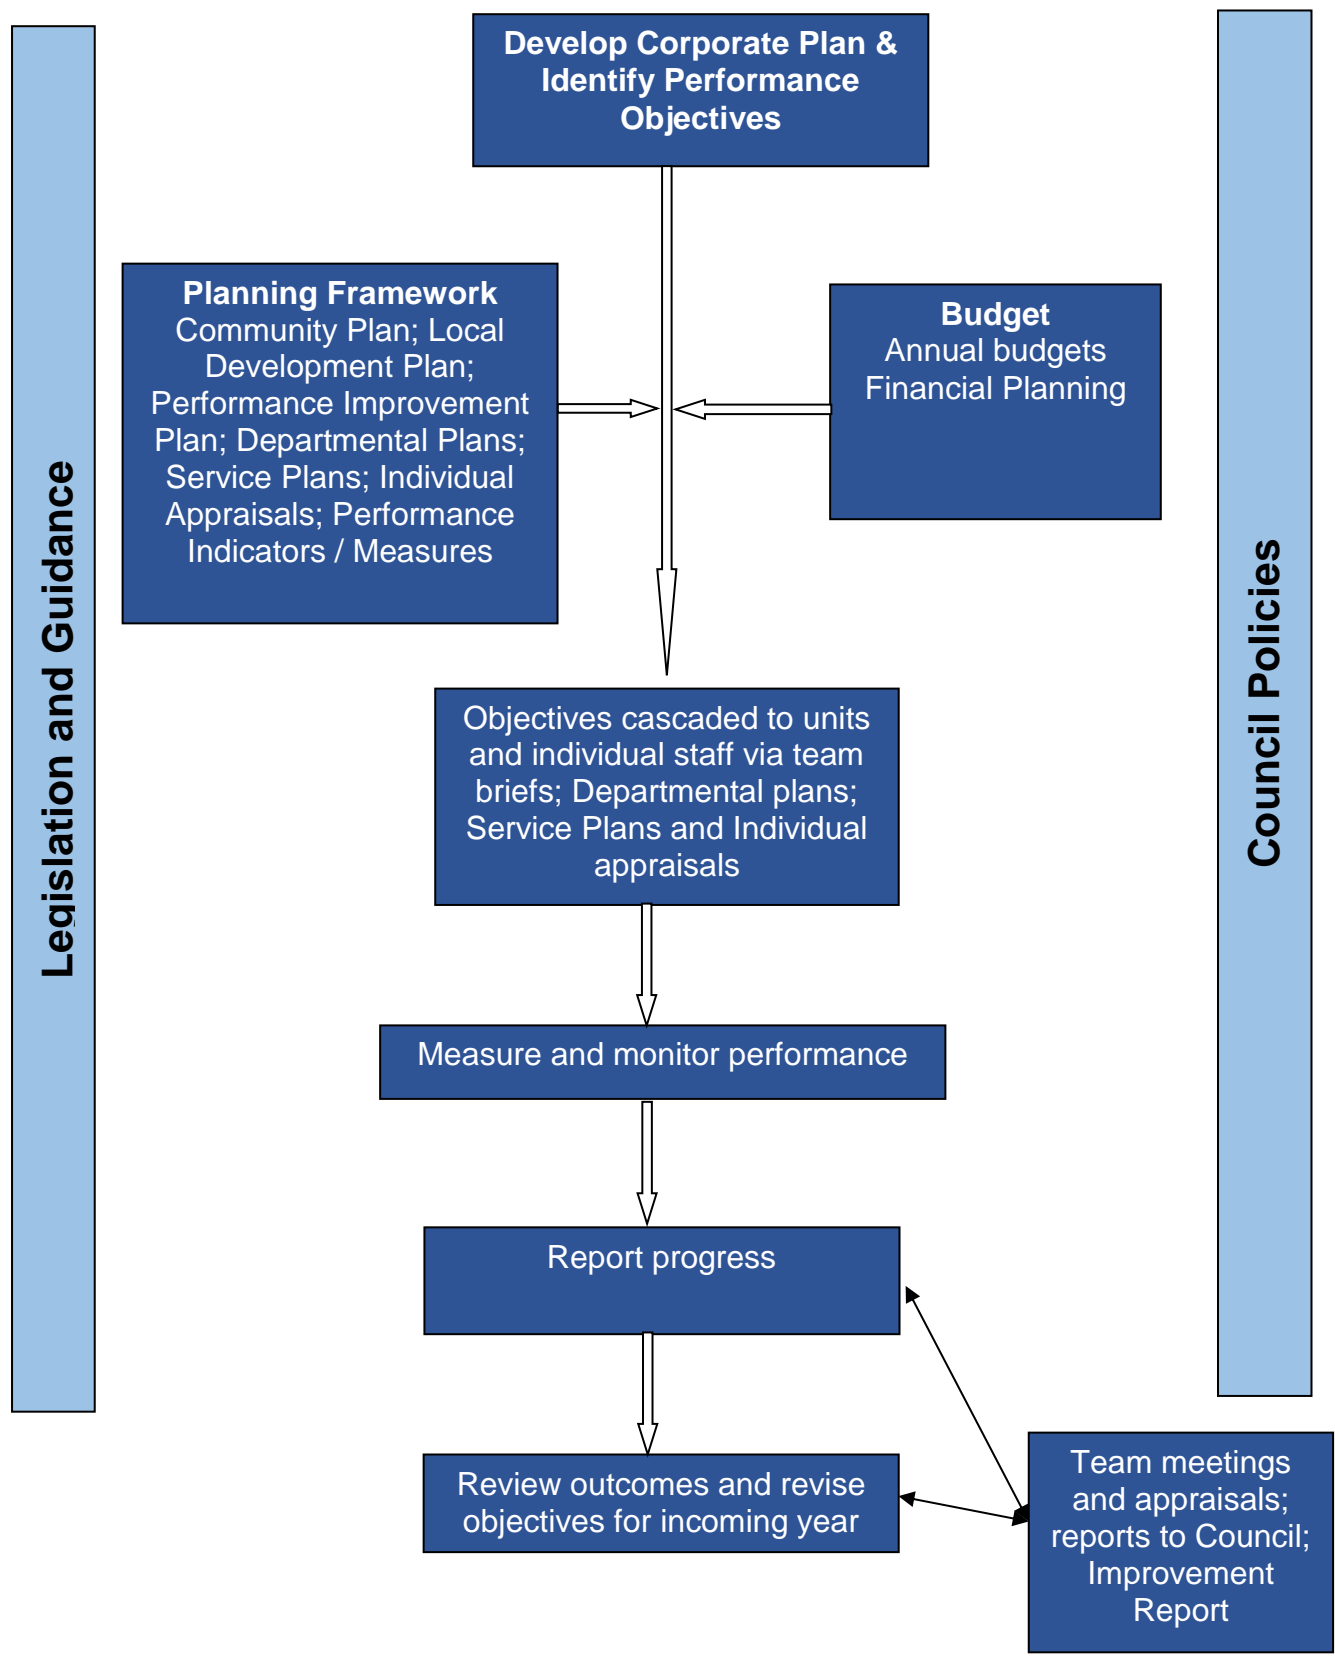 Develop Corporate Plan &
Identify Performance
Objectives
Legislation and Guidance
Council Policies
Planning Framework
Community Plan; Local
Development Plan;
Performance Improvement
Plan; Departmental Plans;
Service Plans; Individual
Appraisals; Performance
Indicators / Measures
Budget
Annual budgets
Financial Planning
Objectives cascaded to units
and individual staff via team
briefs; Departmental plans;
Service Plans and Individual
appraisals
Measure and monitor performance
Report progress
Review outcomes and revise
objectives for incoming year
Team meetings
and appraisals;
reports to Council;
Improvement
Report